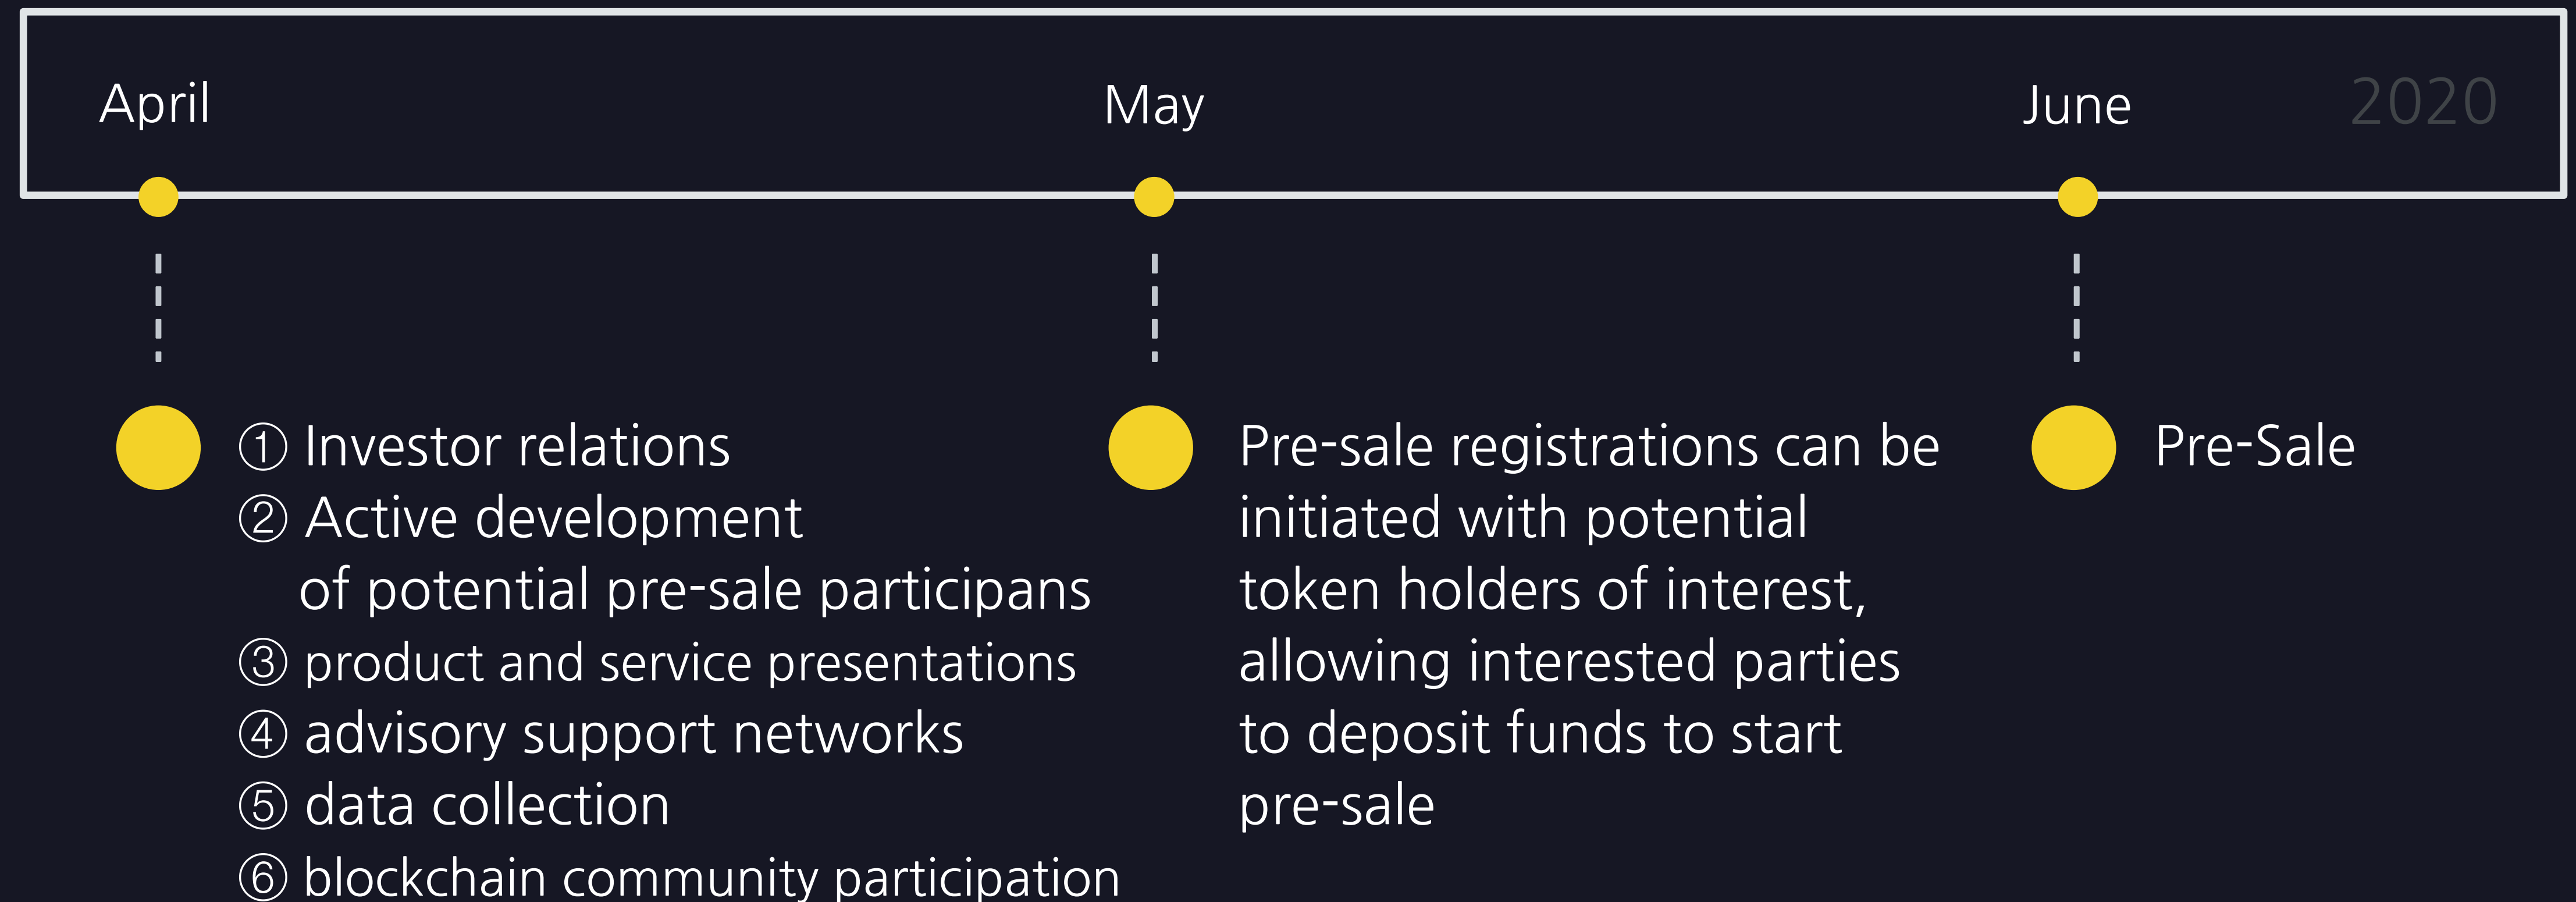 April
May
June
2020
① Investor relations
② Active development
of potential pre-sale participans
③ product and service presentations
④ advisory support networks
⑤ data collection
⑥ blockchain community participation
Pre-sale registrations can be
initiated with potential
token holders of interest,
allowing interested parties
to deposit funds to start
pre-sale
Pre-Sale